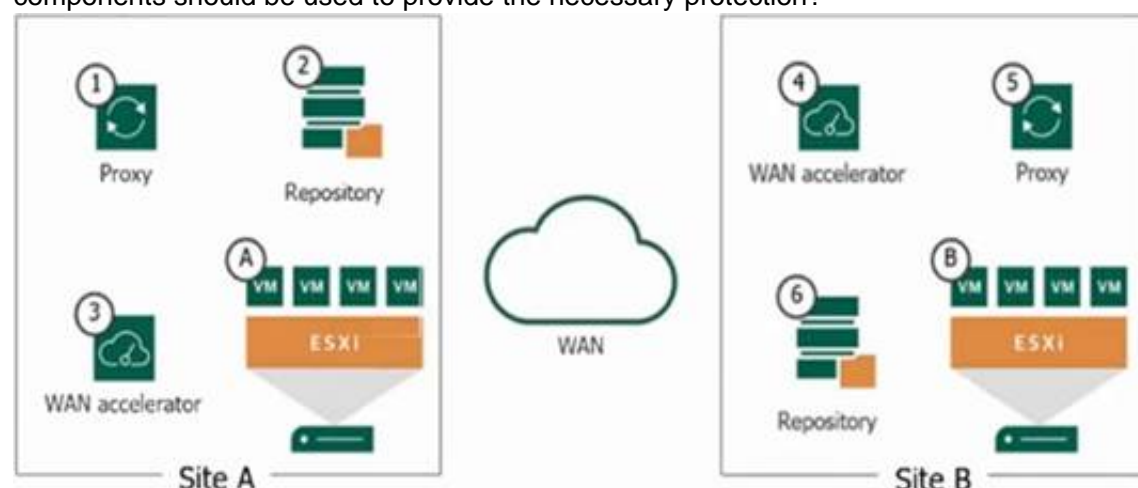 components should be used to provide the necessary protection?
1
Proxy
2
Repository
3
WAN accelerator
A
VM VM VM VM
ESXi
Site A
WAN
4
WAN accelerator
5
Proxy
6
Repository
B
VM VM VM VM
ESXi
Site B